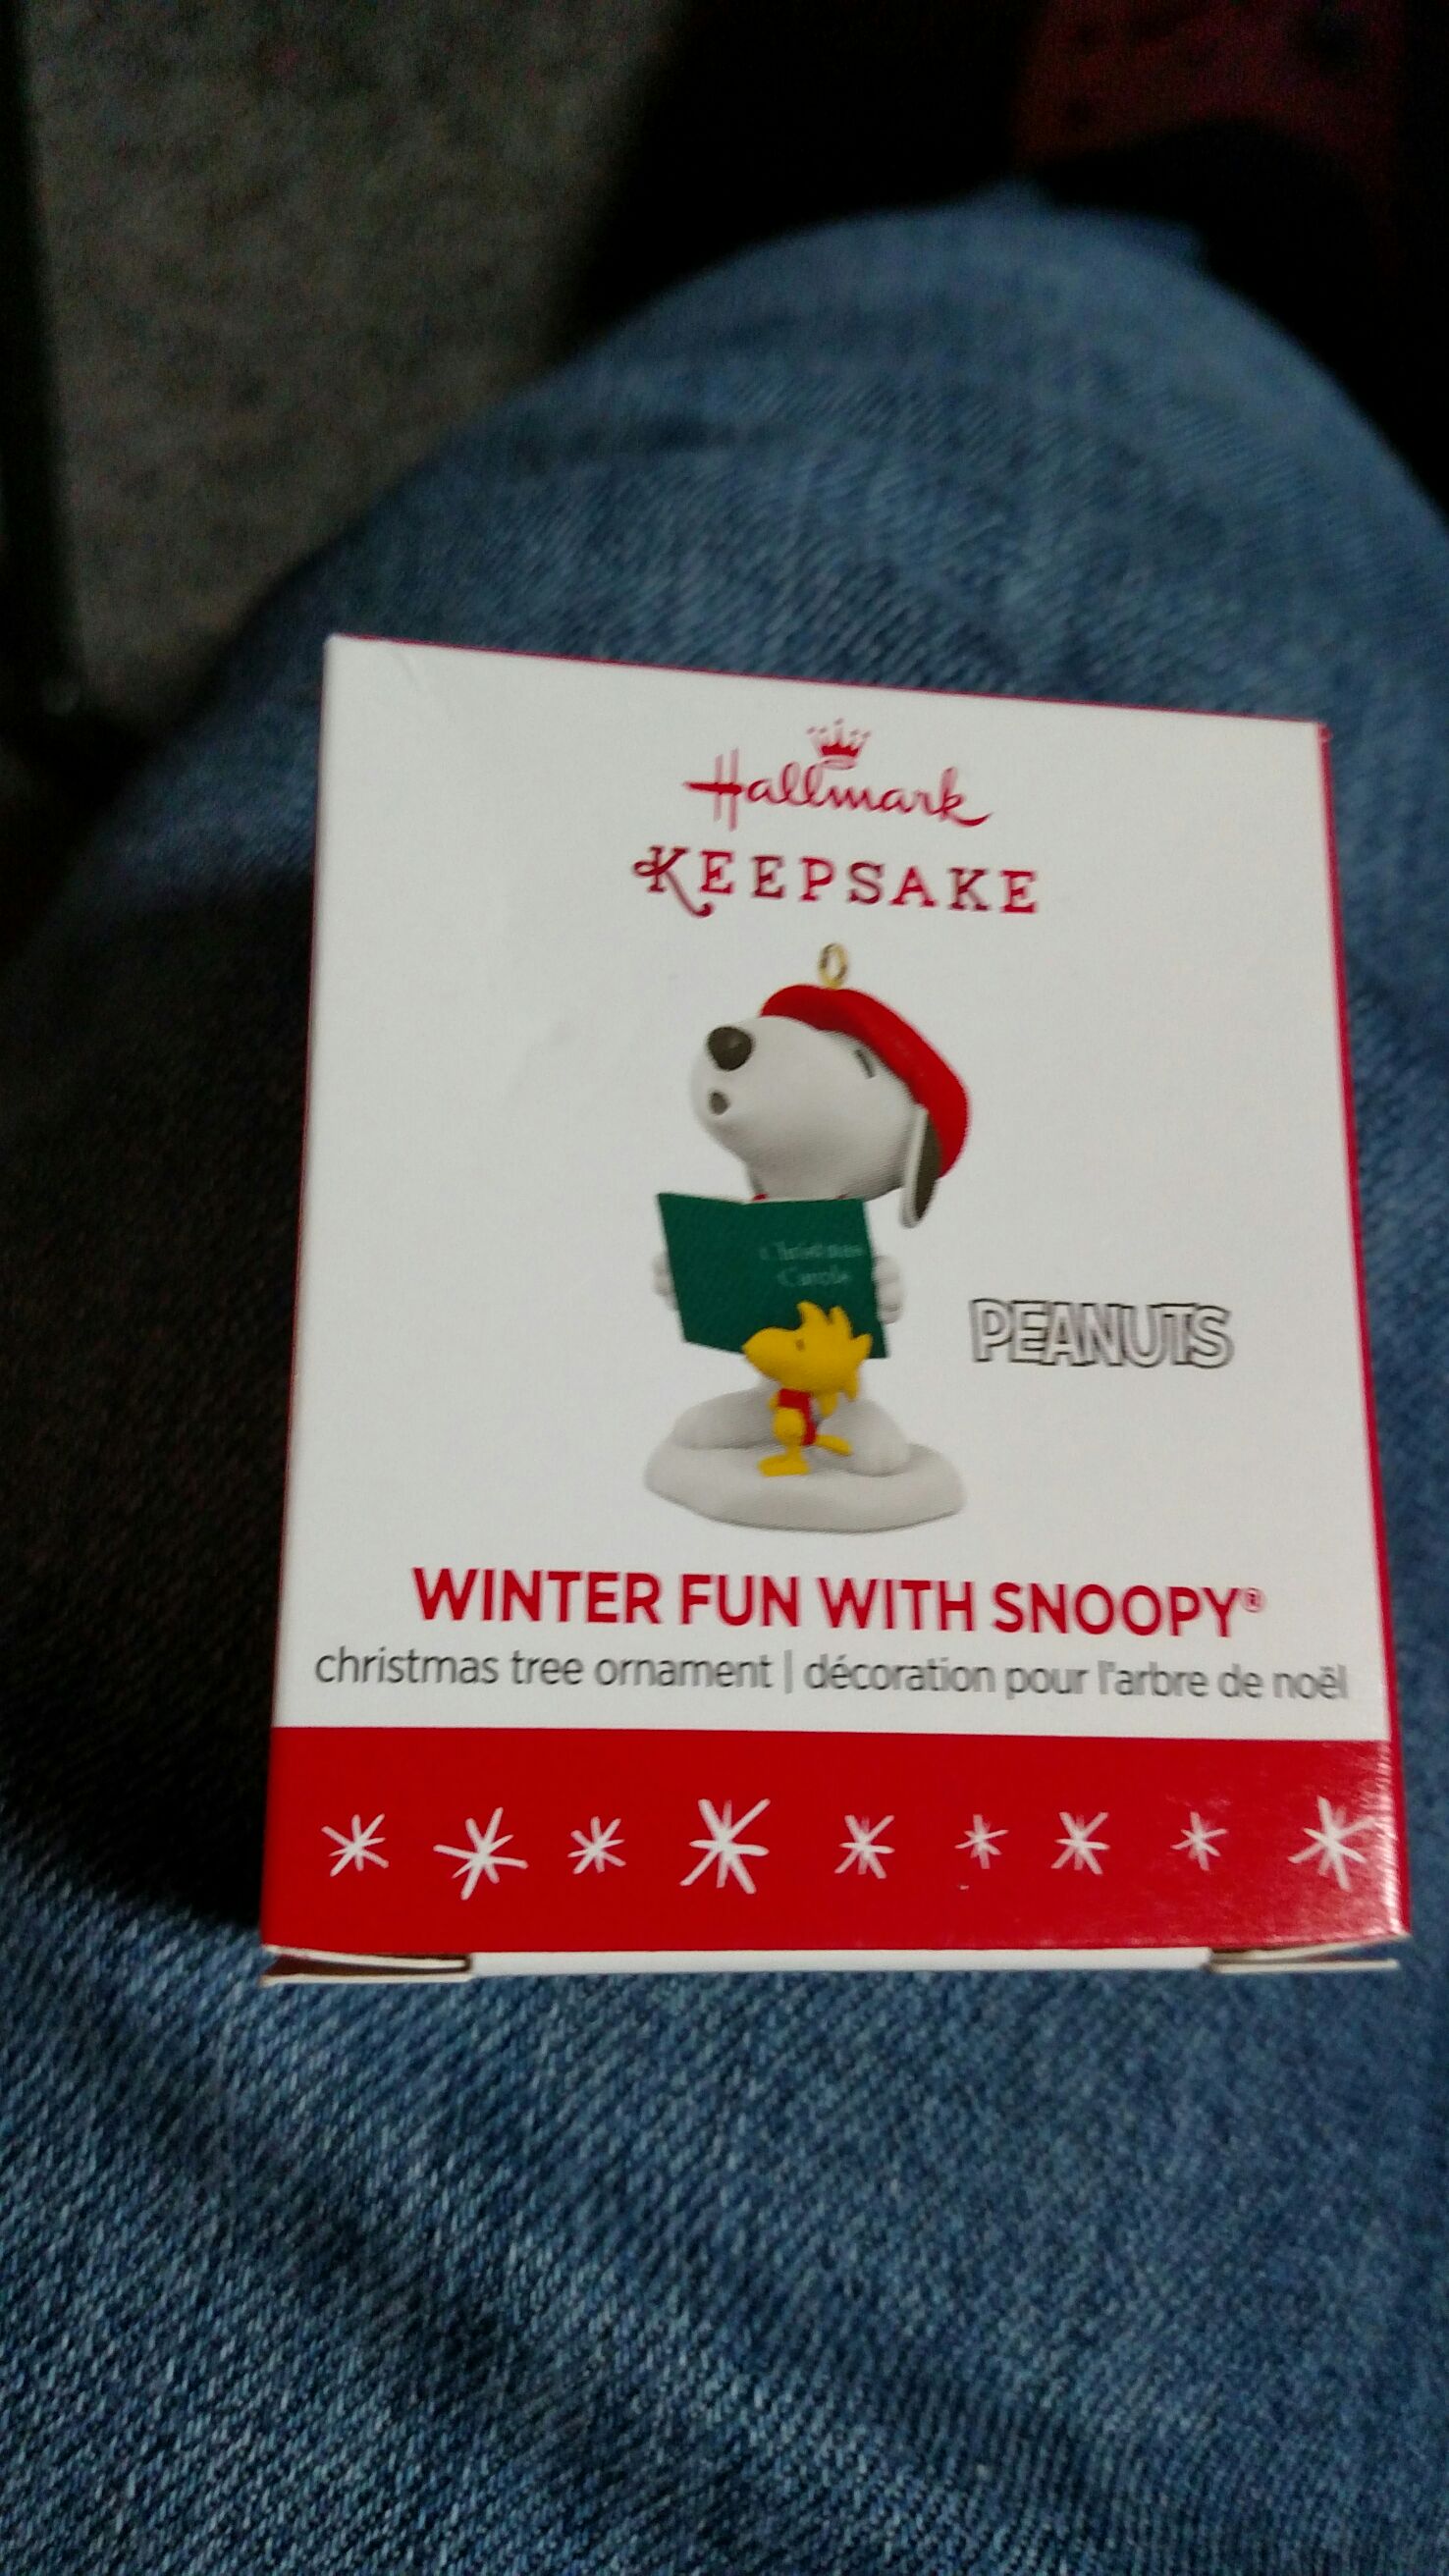 Hallmark
KEEPSAKE
Christmas
Carols
PEANUTS
WINTER FUN WITH SNOOPY®
christmas tree ornament | décoration pour l'arbre de noël